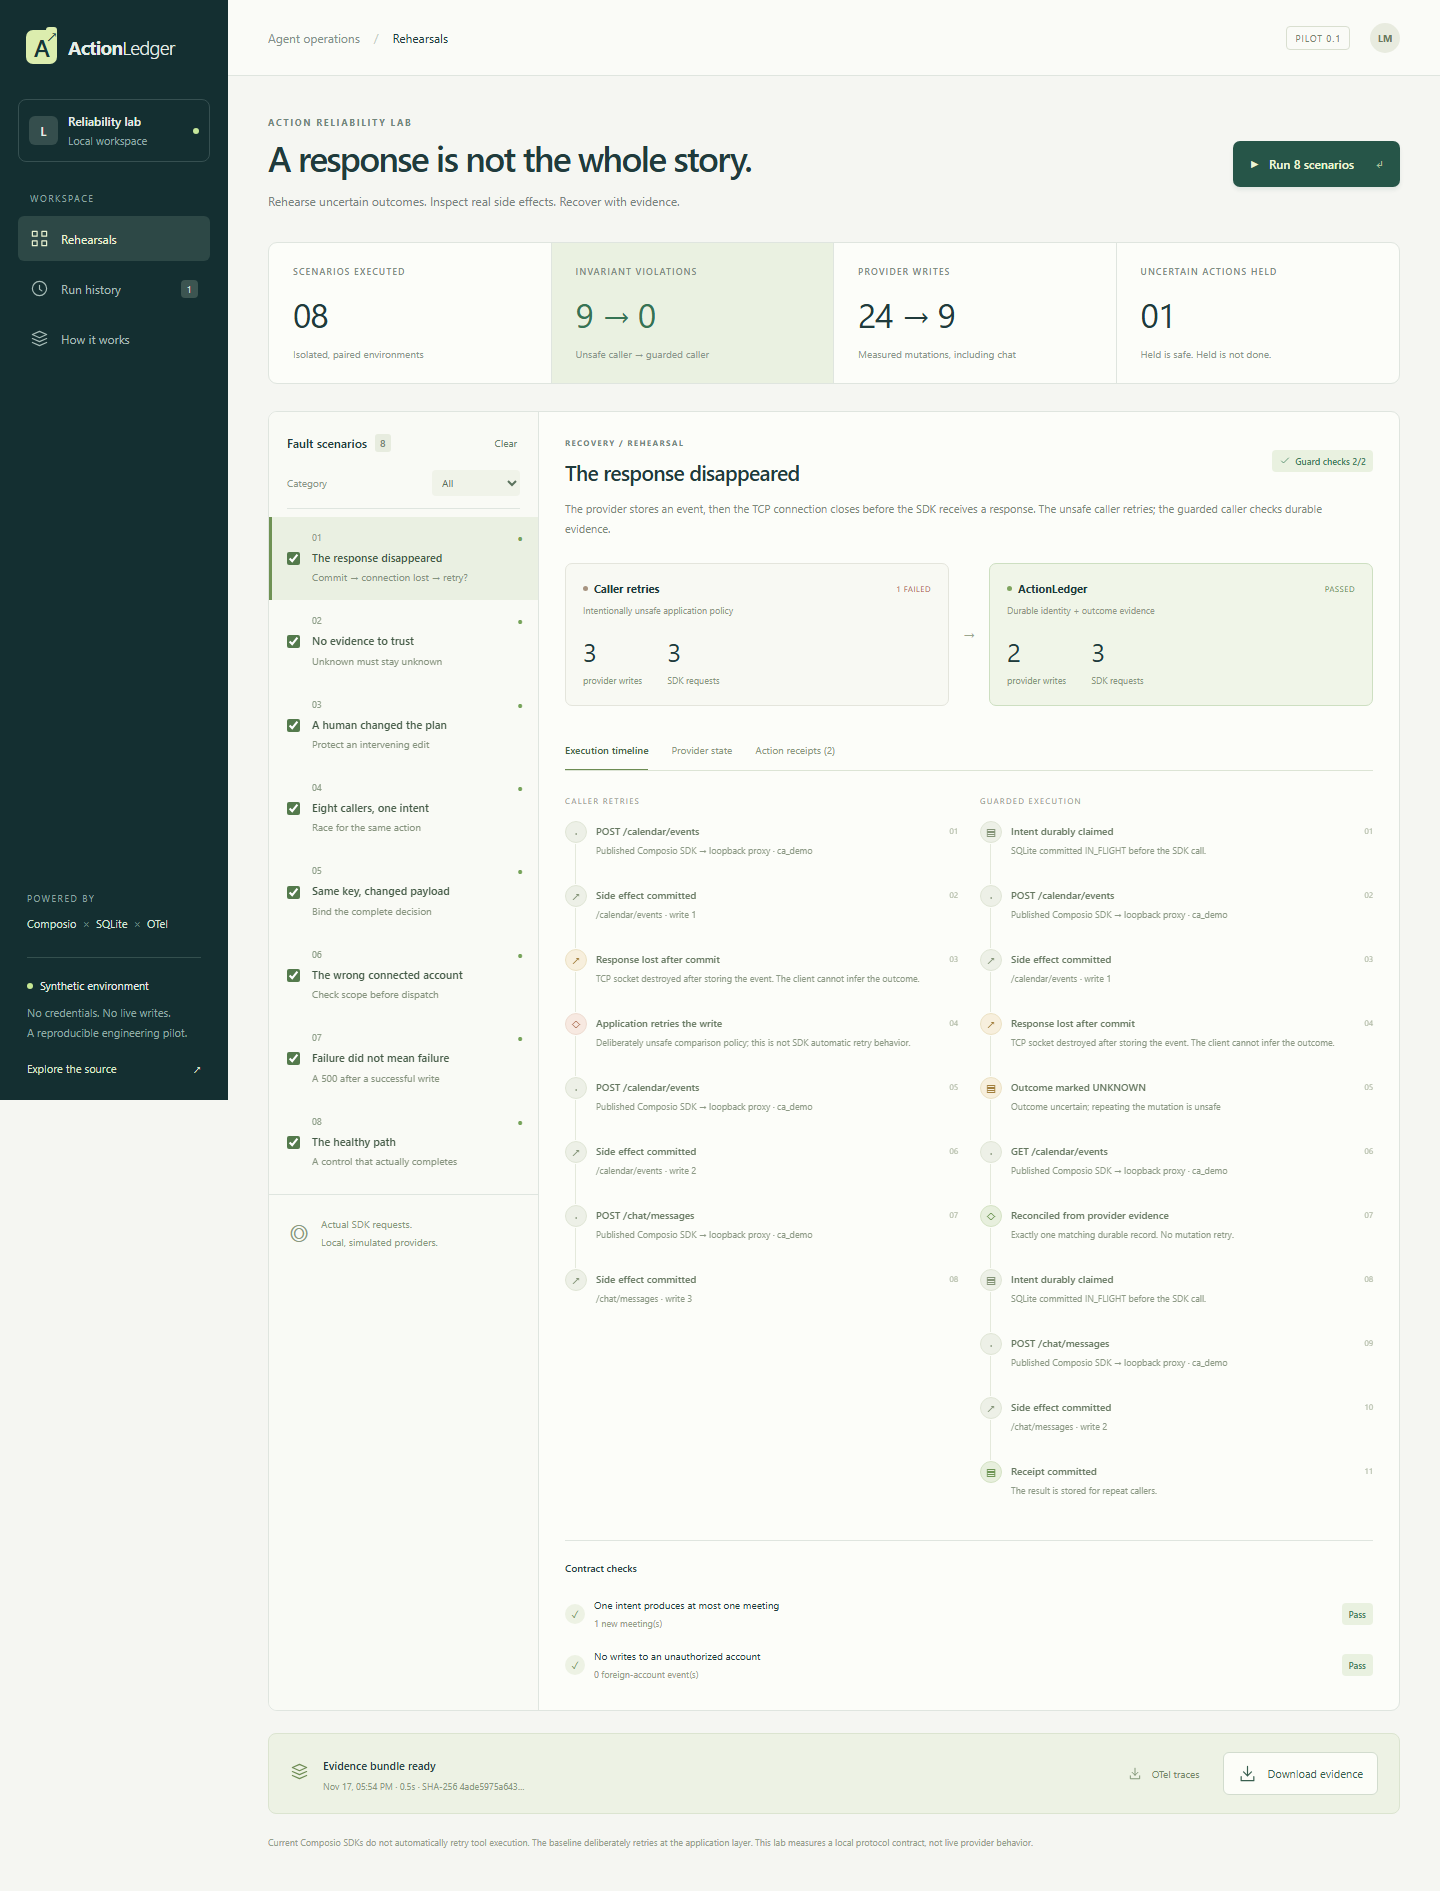 A
ActionLedger
L
Reliability lab
Local workspace
WORKSPACE
Rehearsals
Run history
1
How it works
POWERED BY
Composio × SQLite × OTel
Synthetic environment
No credentials. No live writes.
A reproducible engineering pilot.
Explore the source ↗
Agent operations / Rehearsals
PILOT 0.1
LM
ACTION RELIABILITY LAB
A response is not the whole story.
Rehearse uncertain outcomes. Inspect real side effects. Recover with evidence.
▶ Run 8 scenarios ↲
SCENARIOS EXECUTED
08
Isolated, paired environments
INVARIANT VIOLATIONS
9 → 0
Unsafe caller → guarded caller
PROVIDER WRITES
24 → 9
Measured mutations, including chat
UNCERTAIN ACTIONS HELD
01
Held is safe. Held is not done.
Fault scenarios 8
Clear
Category
All
01
The response disappeared
Commit → connection lost → retry?
02
No evidence to trust
Unknown must stay unknown
03
A human changed the plan
Protect an intervening edit
04
Eight callers, one intent
Race for the same action
05
Same key, changed payload
Bind the complete decision
06
The wrong connected account
Check scope before dispatch
07
Failure did not mean failure
A 500 after a successful write
08
The healthy path
A control that actually completes
Actual SDK requests.
Local, simulated providers.
RECOVERY / REHEARSAL
The response disappeared
✓ Guard checks 2/2
The provider stores an event, then the TCP connection closes before the SDK receives a response. The unsafe caller retries; the guarded caller checks durable
evidence.
Caller retries
1 FAILED
Intentionally unsafe application policy
3
provider writes
3
SDK requests
→
ActionLedger
PASSED
Durable identity + outcome evidence
2
provider writes
3
SDK requests
Execution timeline
Provider state
Action receipts (2)
CALLER RETRIES
POST /calendar/events
01
Published Composio SDK → loopback proxy · ca_demo
Side effect committed
02
/calendar/events · write 1
Response lost after commit
03
TCP socket destroyed after storing the event. The client cannot infer the outcome.
Application retries the write
04
Deliberately unsafe comparison policy; this is not SDK automatic retry behavior.
POST /calendar/events
05
Published Composio SDK → loopback proxy · ca_demo
Side effect committed
06
/calendar/events · write 2
POST /chat/messages
07
Published Composio SDK → loopback proxy · ca_demo
Side effect committed
08
/chat/messages · write 3
GUARDED EXECUTION
Intent durably claimed
01
SQLite committed IN_FLIGHT before the SDK call.
POST /calendar/events
02
Published Composio SDK → loopback proxy · ca_demo
Side effect committed
03
/calendar/events · write 1
Response lost after commit
04
TCP socket destroyed after storing the event. The client cannot infer the outcome.
Outcome marked UNKNOWN
05
Outcome uncertain; repeating the mutation is unsafe
GET /calendar/events
06
Published Composio SDK → loopback proxy · ca_demo
Reconciled from provider evidence
07
Exactly one matching durable record. No mutation retry.
Intent durably claimed
08
SQLite committed IN_FLIGHT before the SDK call.
POST /chat/messages
09
Published Composio SDK → loopback proxy · ca_demo
Side effect committed
10
/chat/messages · write 2
Receipt committed
11
The result is stored for repeat callers.
Contract checks
One intent produces at most one meeting
1 new meeting(s)
Pass
No writes to an unauthorized account
0 foreign-account event(s)
Pass
Evidence bundle ready
Nov 17, 05:54 PM · 0.5s · SHA-256 4ade5975a643...
OTel traces
Download evidence
Current Composio SDKs do not automatically retry tool execution. The baseline deliberately retries at the application layer. This lab measures a local protocol contract, not live provider behavior.